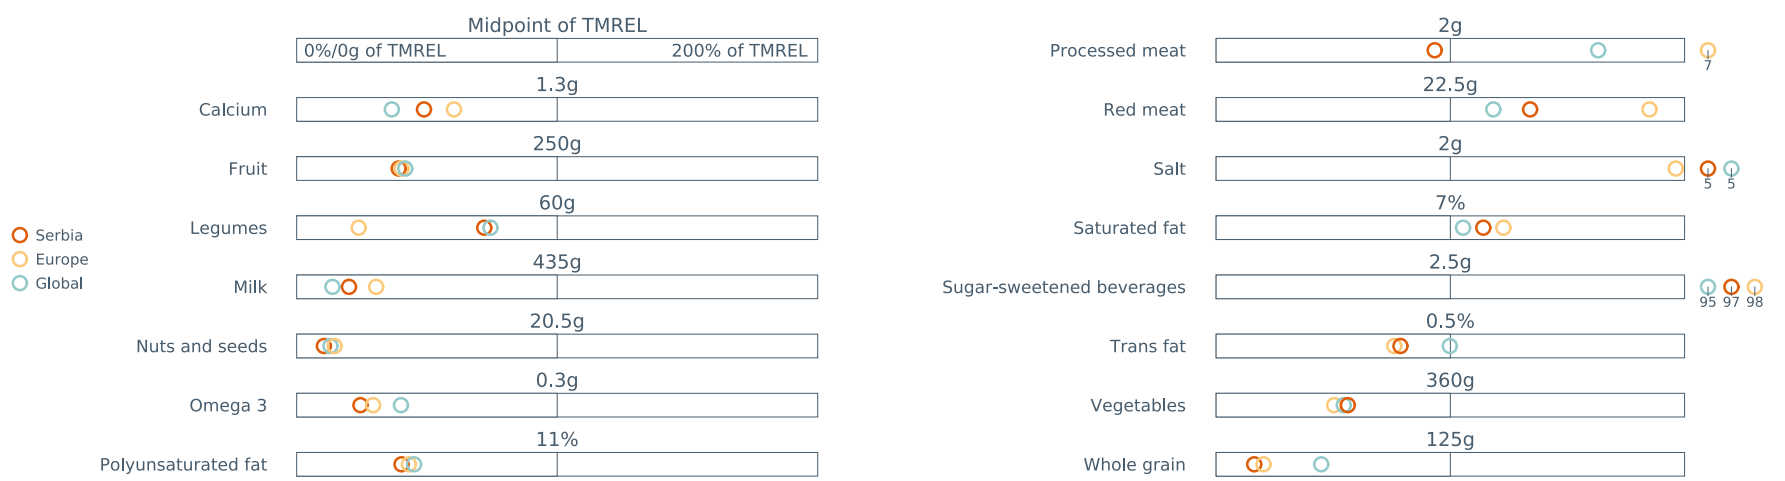 Midpoint of TMREL
0%/0g of TMREL 200% of TMREL
1.3g
Calcium
250g
Fruit
60g
Legumes
435g
Milk
20.5g
Nuts and seeds
0.3g
Omega 3
11%
Polyunsaturated fat
Serbia
Europe
Global
2g
Processed meat
7
22.5g
Red meat
2g
Salt
5 5
7%
Saturated fat
2.5g
Sugar-sweetened beverages
95 97 98
0.5%
Trans fat
360g
Vegetables
125g
Whole grain